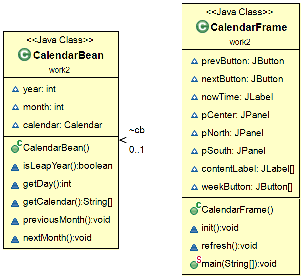 <<Java Class>>
CalendarBean
work2
year: int
month: int
calendar: Calendar
CalendarBean()
isLeapYear():boolean
getDay():int
getCalendar():String[]
previousMonth():void
nextMonth():void
~cb
0..1
<<Java Class>>
CalendarFrame
work2
prevButton: JButton
nextButton: JButton
nowTime: JLabel
pCenter: JPanel
pNorth: JPanel
pSouth: JPanel
contentLabel: JLabel[]
weekButton: JButton[]
CalendarFrame()
init():void
refresh():void
main(String[]):void